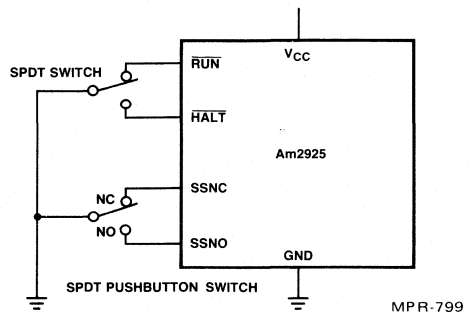 V_CC
RUN
SPDT SWITCH
HALT
Am2925
SSNC
NC
NO
SSNO
GND
SPDT PUSHBUTTON SWITCH
MPR-799